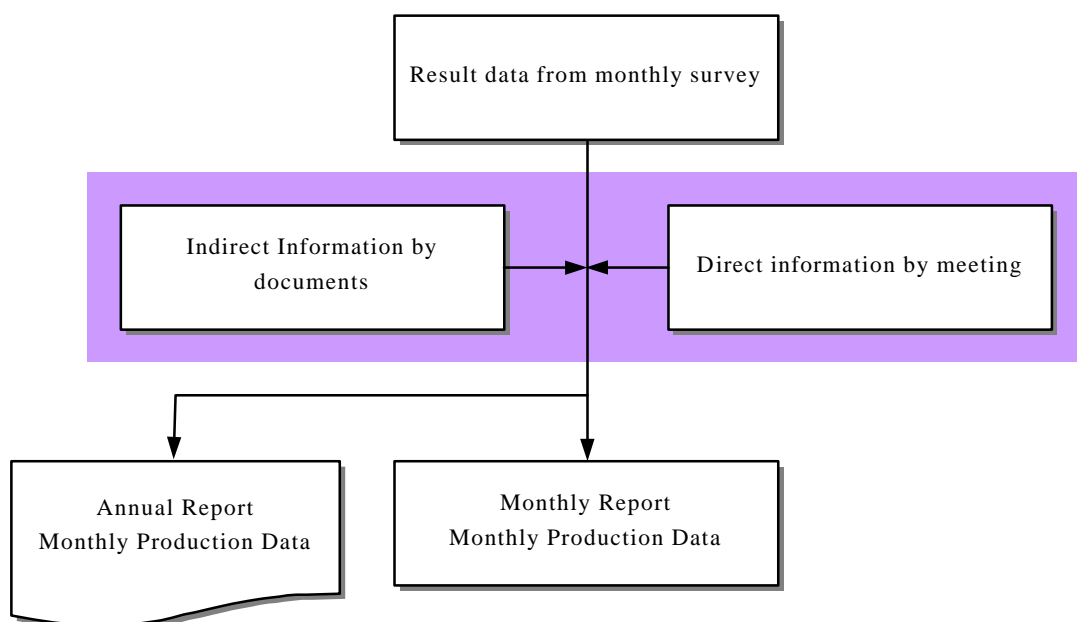 Result data from monthly survey
Indirect Information by
documents
Direct information by meeting
Annual Report
Monthly Production Data
Monthly Report
Monthly Production Data